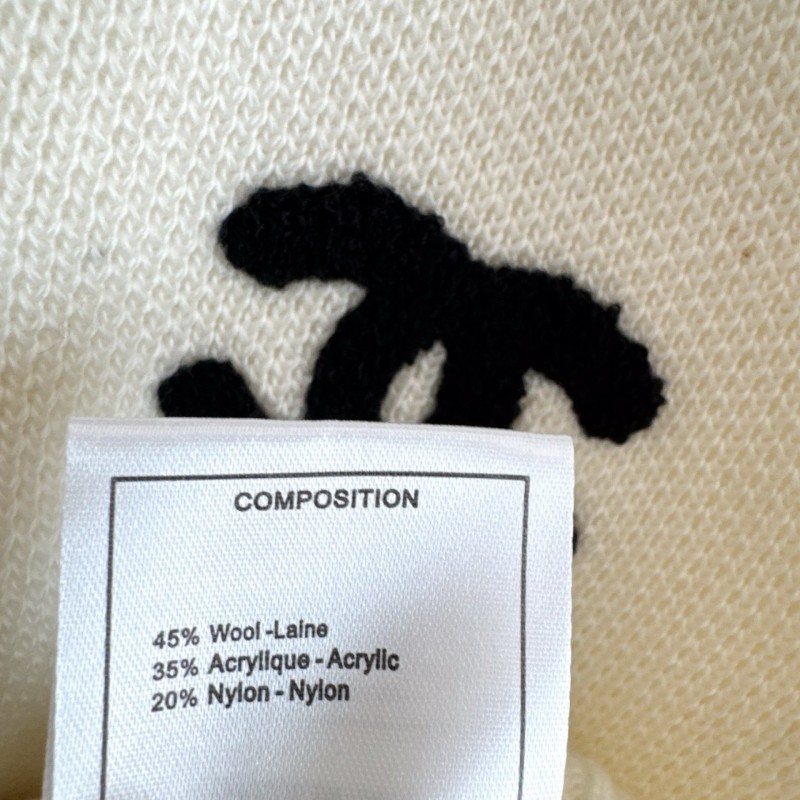 COMPOSITION
45% Wool -Laine
35% Acrylique - Acrylic
20% Nylon - Nylon